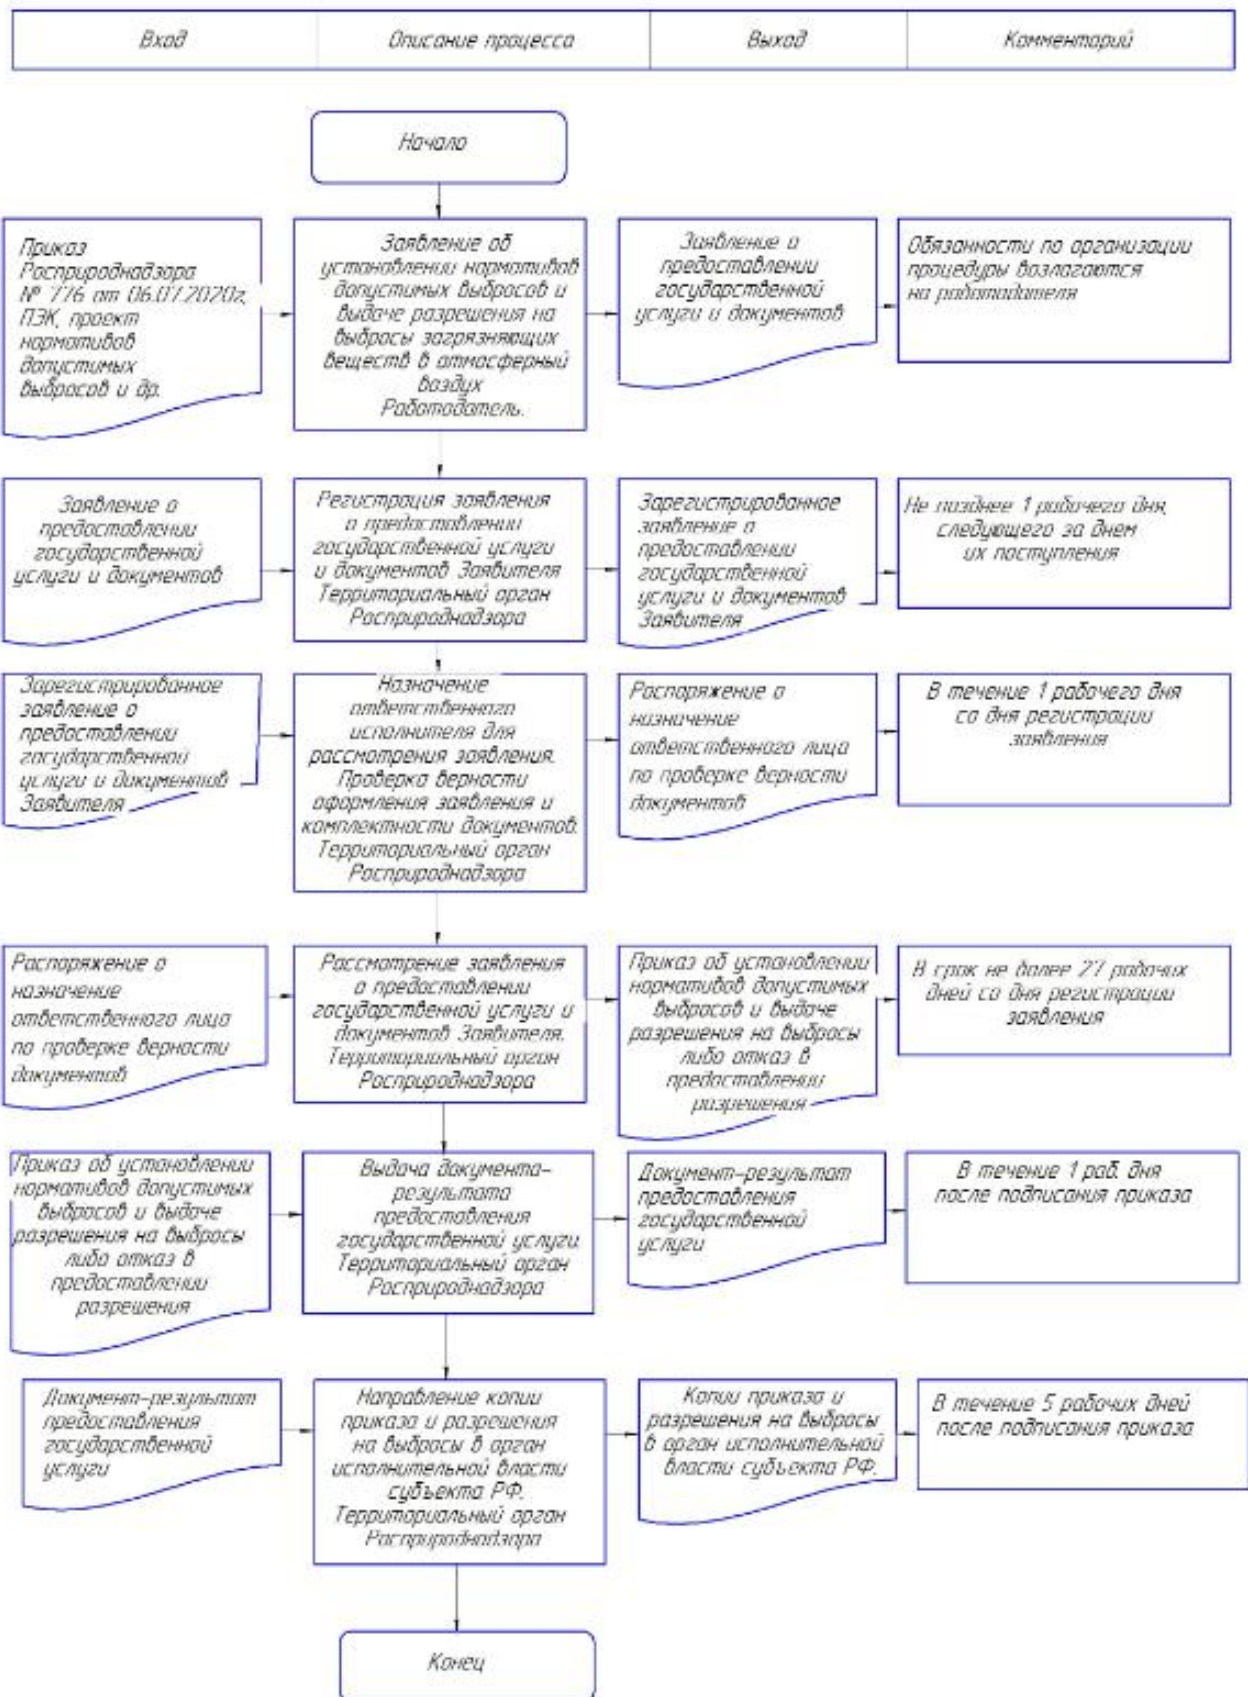 Вход
Описание процесса
Выход
Комментарий
Начало
Приказ
Росприроднадзора
№ 776 от 06.07.2020г,
ПЭК, проект
нормативов
допустимых
выбросов и др.
Заявление об
установлении нормативов
допустимых выбросов и
выдаче разрешения на
выбросы загрязняющих
веществ в атмосферный
воздух
Работодатель.
Заявление о
предоставлении
государственной
услуги и документов
Обязанности по организации
процедуры возлагаются
на работодателя
Заявление о
предоставлении
государственной
услуги и документов
Регистрация заявления
о предоставлении
государственной услуги
и документов Заявителя
Территориальный орган
Росприроднадзора
Зарегистрированное
заявление о
предоставлении
государственной
услуги и документов
Заявителя
Не позднее 1 рабочего дня,
следующего за днем
их поступления
Зарегистрированное
заявление о
предоставлении
государственной
услуги и документов
Заявителя
Назначение
ответственного
исполнителя для
рассмотрения заявления.
Проверка верности
оформления заявления и
комплектности документов.
Территориальный орган
Росприроднадзора
Распоряжение о
назначение
ответственного лица
по проверке верности
документов
В течение 1 рабочего дня
со дня регистрации
заявления
Распоряжение о
назначение
ответственного лица
по проверке верности
документов
Рассмотрение заявления
о предоставлении
государственной услуги и
документов Заявителя.
Территориальный орган
Росприроднадзора
Приказ об установлении
нормативов допустимых
выбросов и выдаче
разрешения на выбросы
либо отказ в
предоставлении
разрешения
В срок не более 27 рабочих
дней со дня регистрации
заявления
Приказ об установлении
нормативов допустимых
выбросов и выдаче
разрешения на выбросы
либо отказ в
предоставлении
разрешения
Выдача документа-
результата
предоставления
государственной услуги.
Территориальный орган
Росприроднадзора
Документ-результат
предоставления
государственной
услуги
В течение 1 раб. дня
после подписания приказа
Документ-результат
предоставления
государственной
услуги
Направление копии
приказа и разрешения
на выбросы в орган
исполнительной власти
субъекта РФ.
Территориальный орган
Росприроднадзора
Копии приказа и
разрешения на выбросы
в орган исполнительной
власти субъекта РФ.
В течение 5 рабочих дней
после подписания приказа
Конец